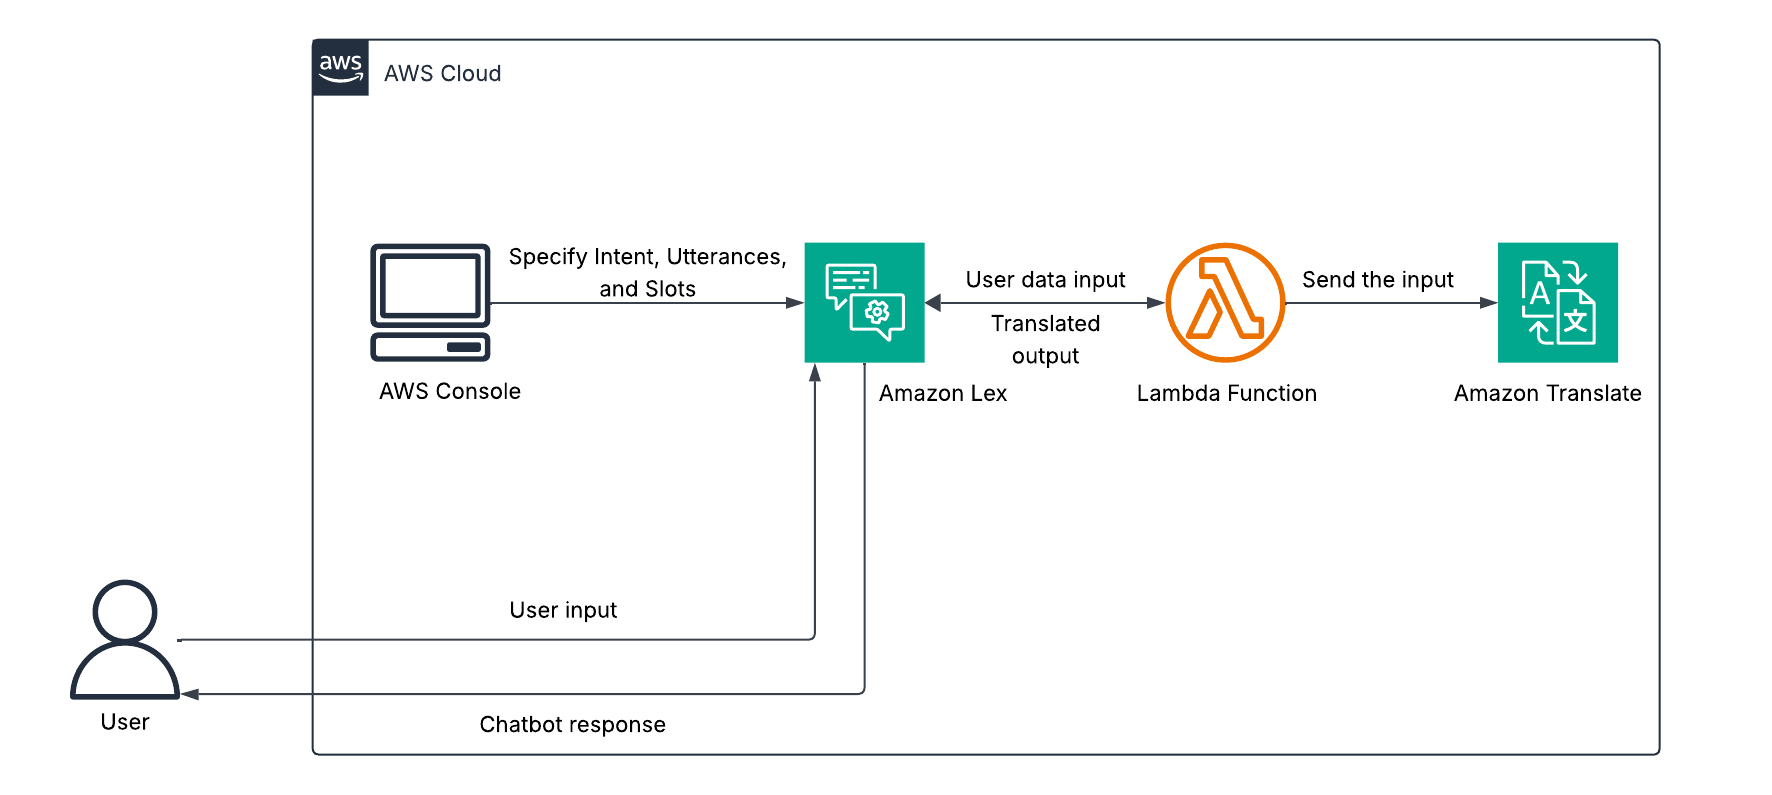 aws
AWS Cloud
Specify Intent, Utterances,
and Slots
User data input
Translated
output
Send the input
A
文
AWS Console
Amazon Lex
Lambda Function
Amazon Translate
User input
User
Chatbot response